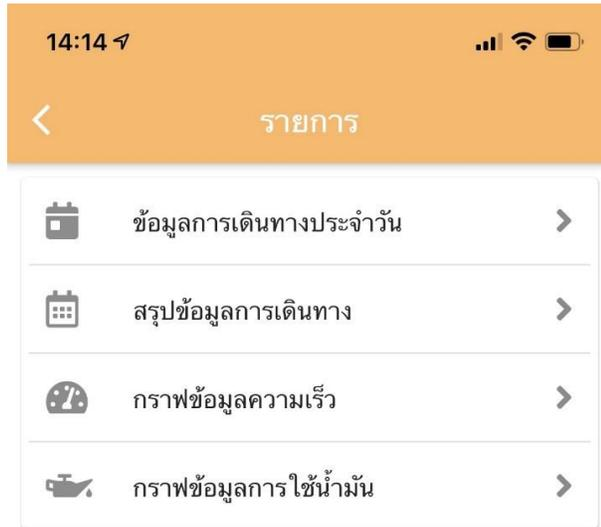 14:14
รายการ
ข้อมูลการเดินทางประจำวัน
สรุปข้อมูลการเดินทาง
กราฟข้อมูลความเร็ว
กราฟข้อมูลการใช้น้ำมัน